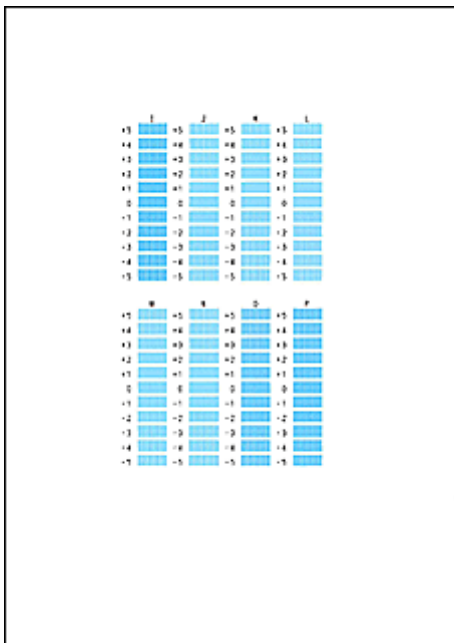 I J K L
+5 +5 +5 +5
+4 +4 +4 +4
+3 +3 +3 +3
+2 +2 +2 +2
+1 +1 +1 +1
0 0 0 0
-1 -1 -1 -1
-2 -2 -2 -2
-3 -3 -3 -3
-4 -4 -4 -4
-5 -5 -5 -5
M N O P
+5 +5 +5 +5
+4 +4 +4 +4
+3 +3 +3 +3
+2 +2 +2 +2
+1 +1 +1 +1
0 0 0 0
-1 -1 -1 -1
-2 -2 -2 -2
-3 -3 -3 -3
-4 -4 -4 -4
-5 -5 -5 -5